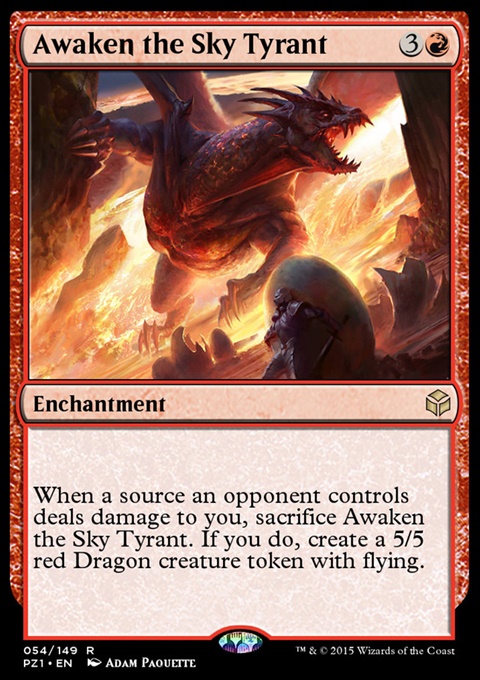 Awaken the Sky Tyrant 3
Enchantment
When a source an opponent controls
deals damage to you, sacrifice Awaken
the Sky Tyrant. If you do, create a 5/5
red Dragon creature token with flying.
054/149 R
PZ1 • EN Adam Paquette
™ & © 2015 Wizards of the Coast